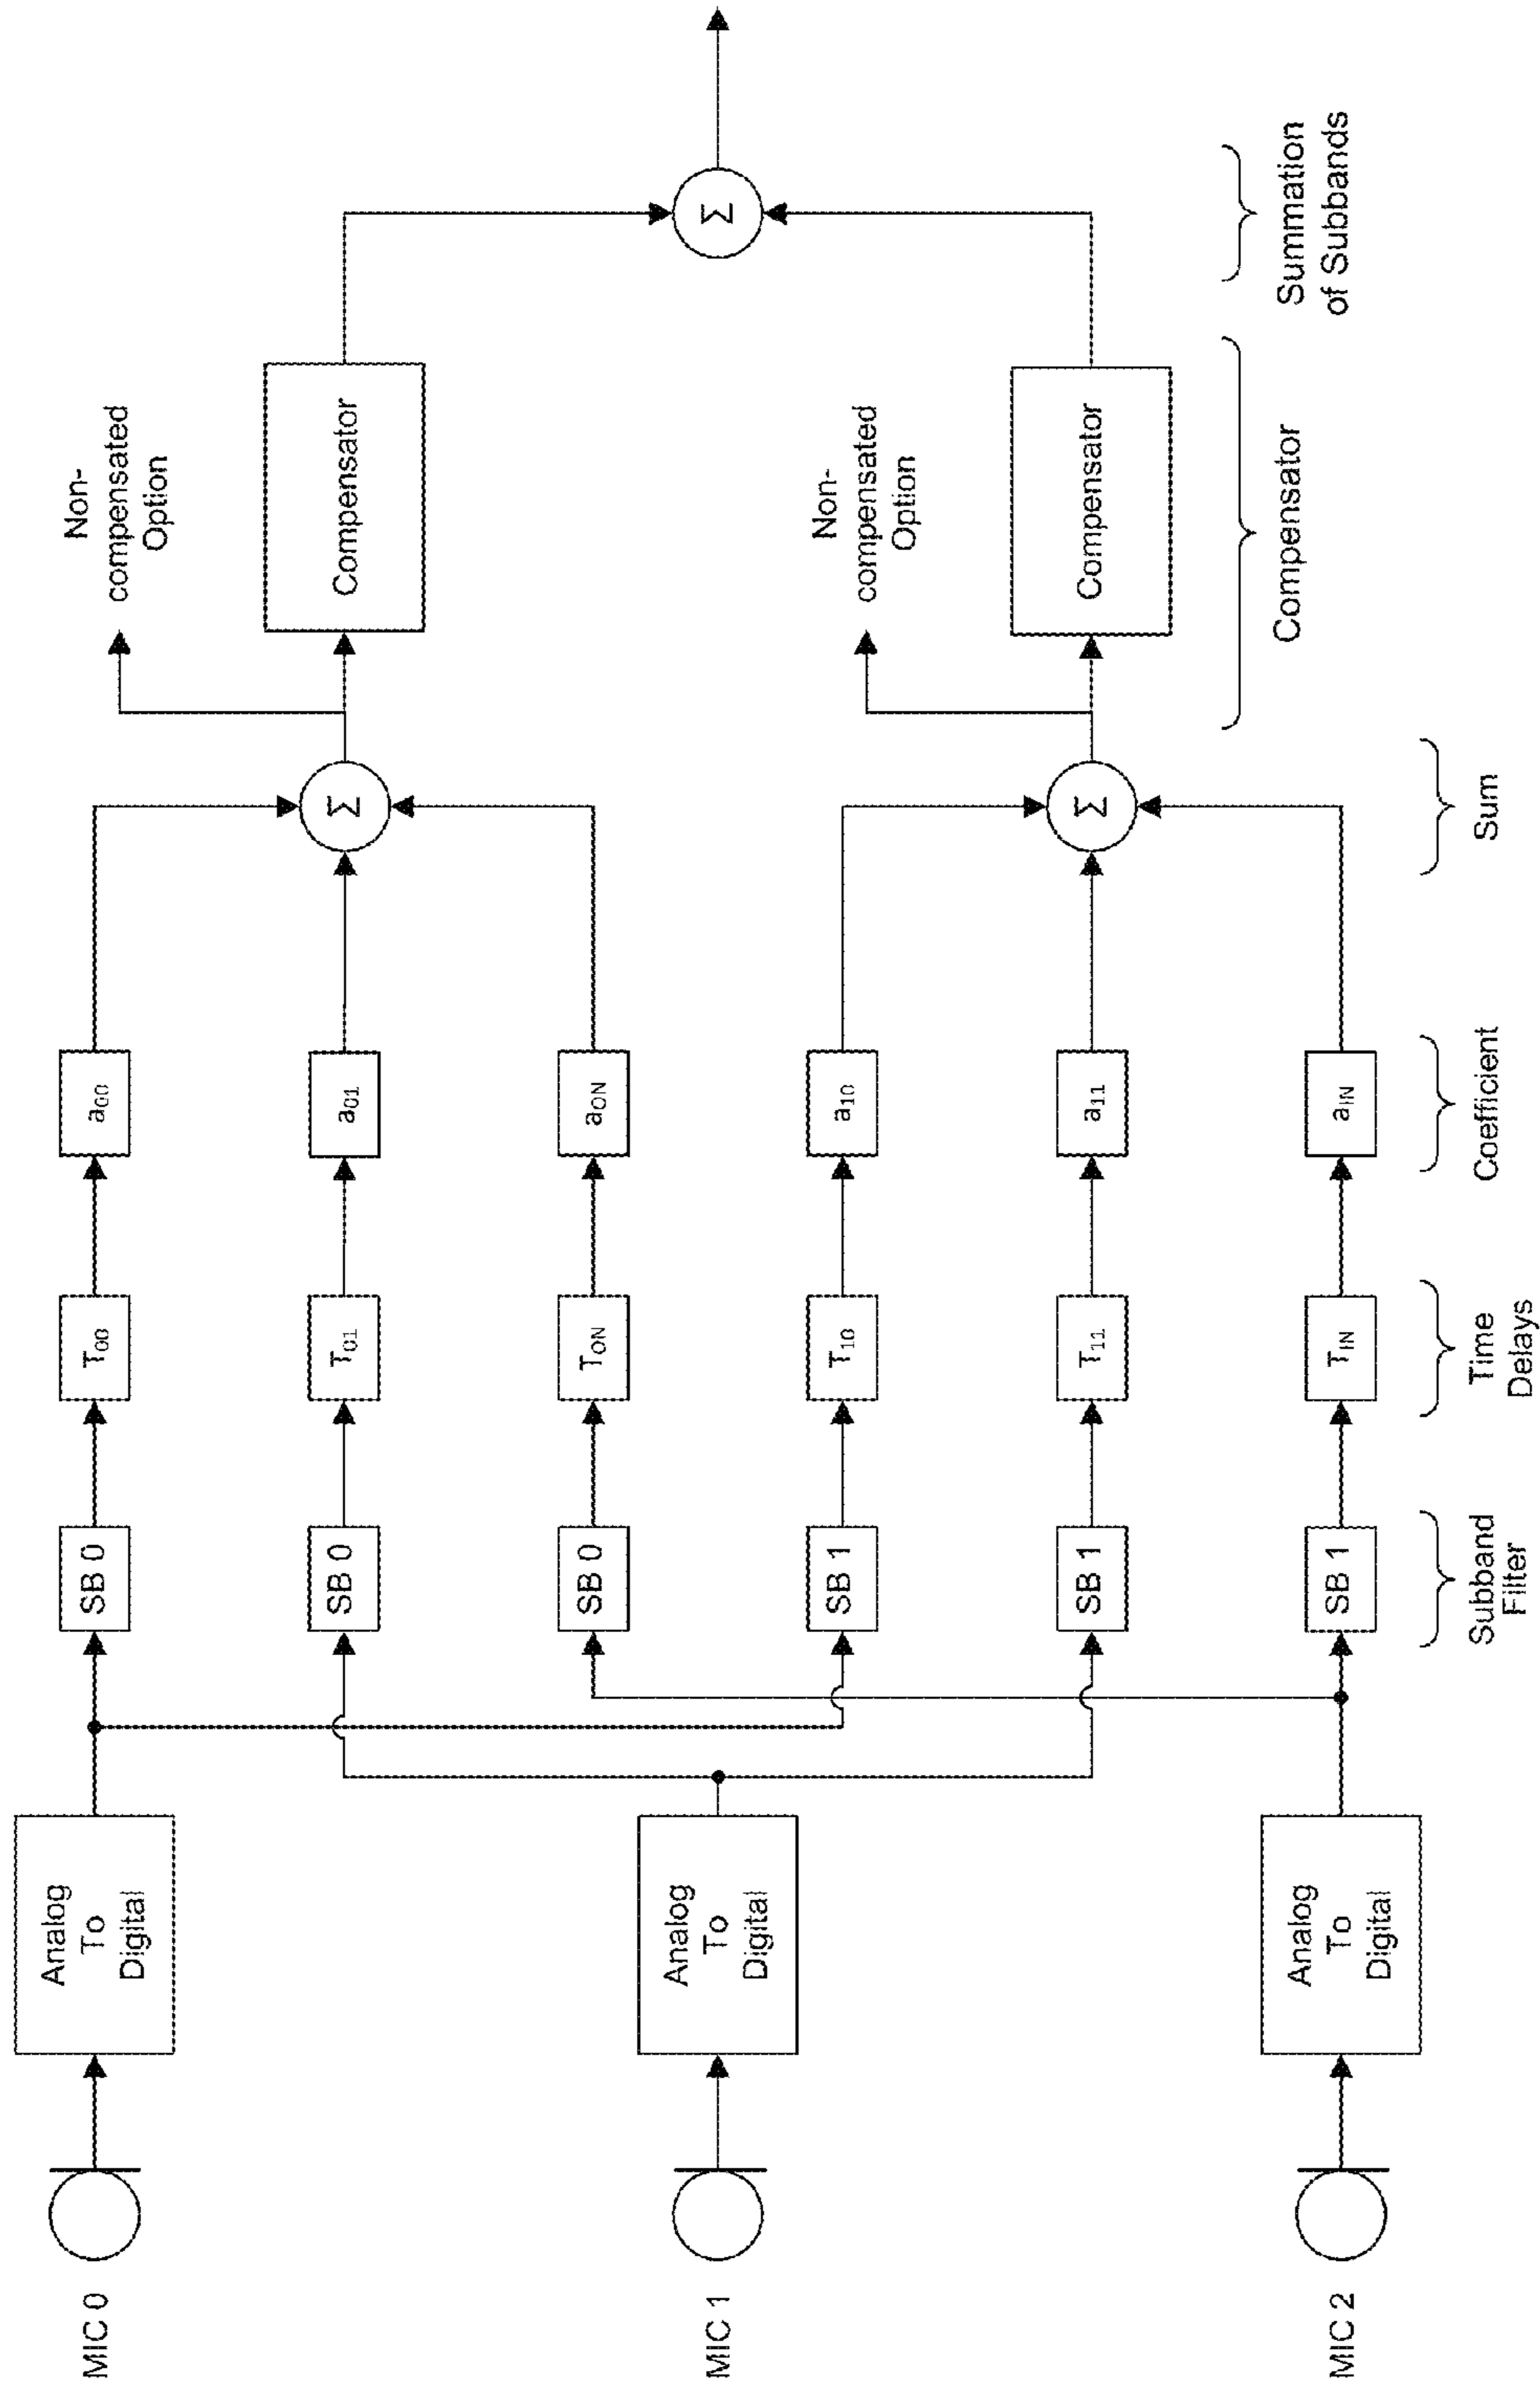 MIC 0
Analog
To
Digital
SB 0
T₀₀
a₀₀
Non-
compensated
Option
SB 0
T₀₁
a₀₁
Σ
Compensator
SB 0
T₀N
a₀N
MIC 1
Analog
To
Digital
Σ
SB 1
T₁₀
a₁₀
Non-
compensated
Option
SB 1
T₁₁
a₁₁
Σ
Compensator
MIC 2
Analog
To
Digital
SB 1
TIN
aIN
Subband
Filter
Time
Delays
Coefficient
Sum
Compensator
Summation
of Subbands